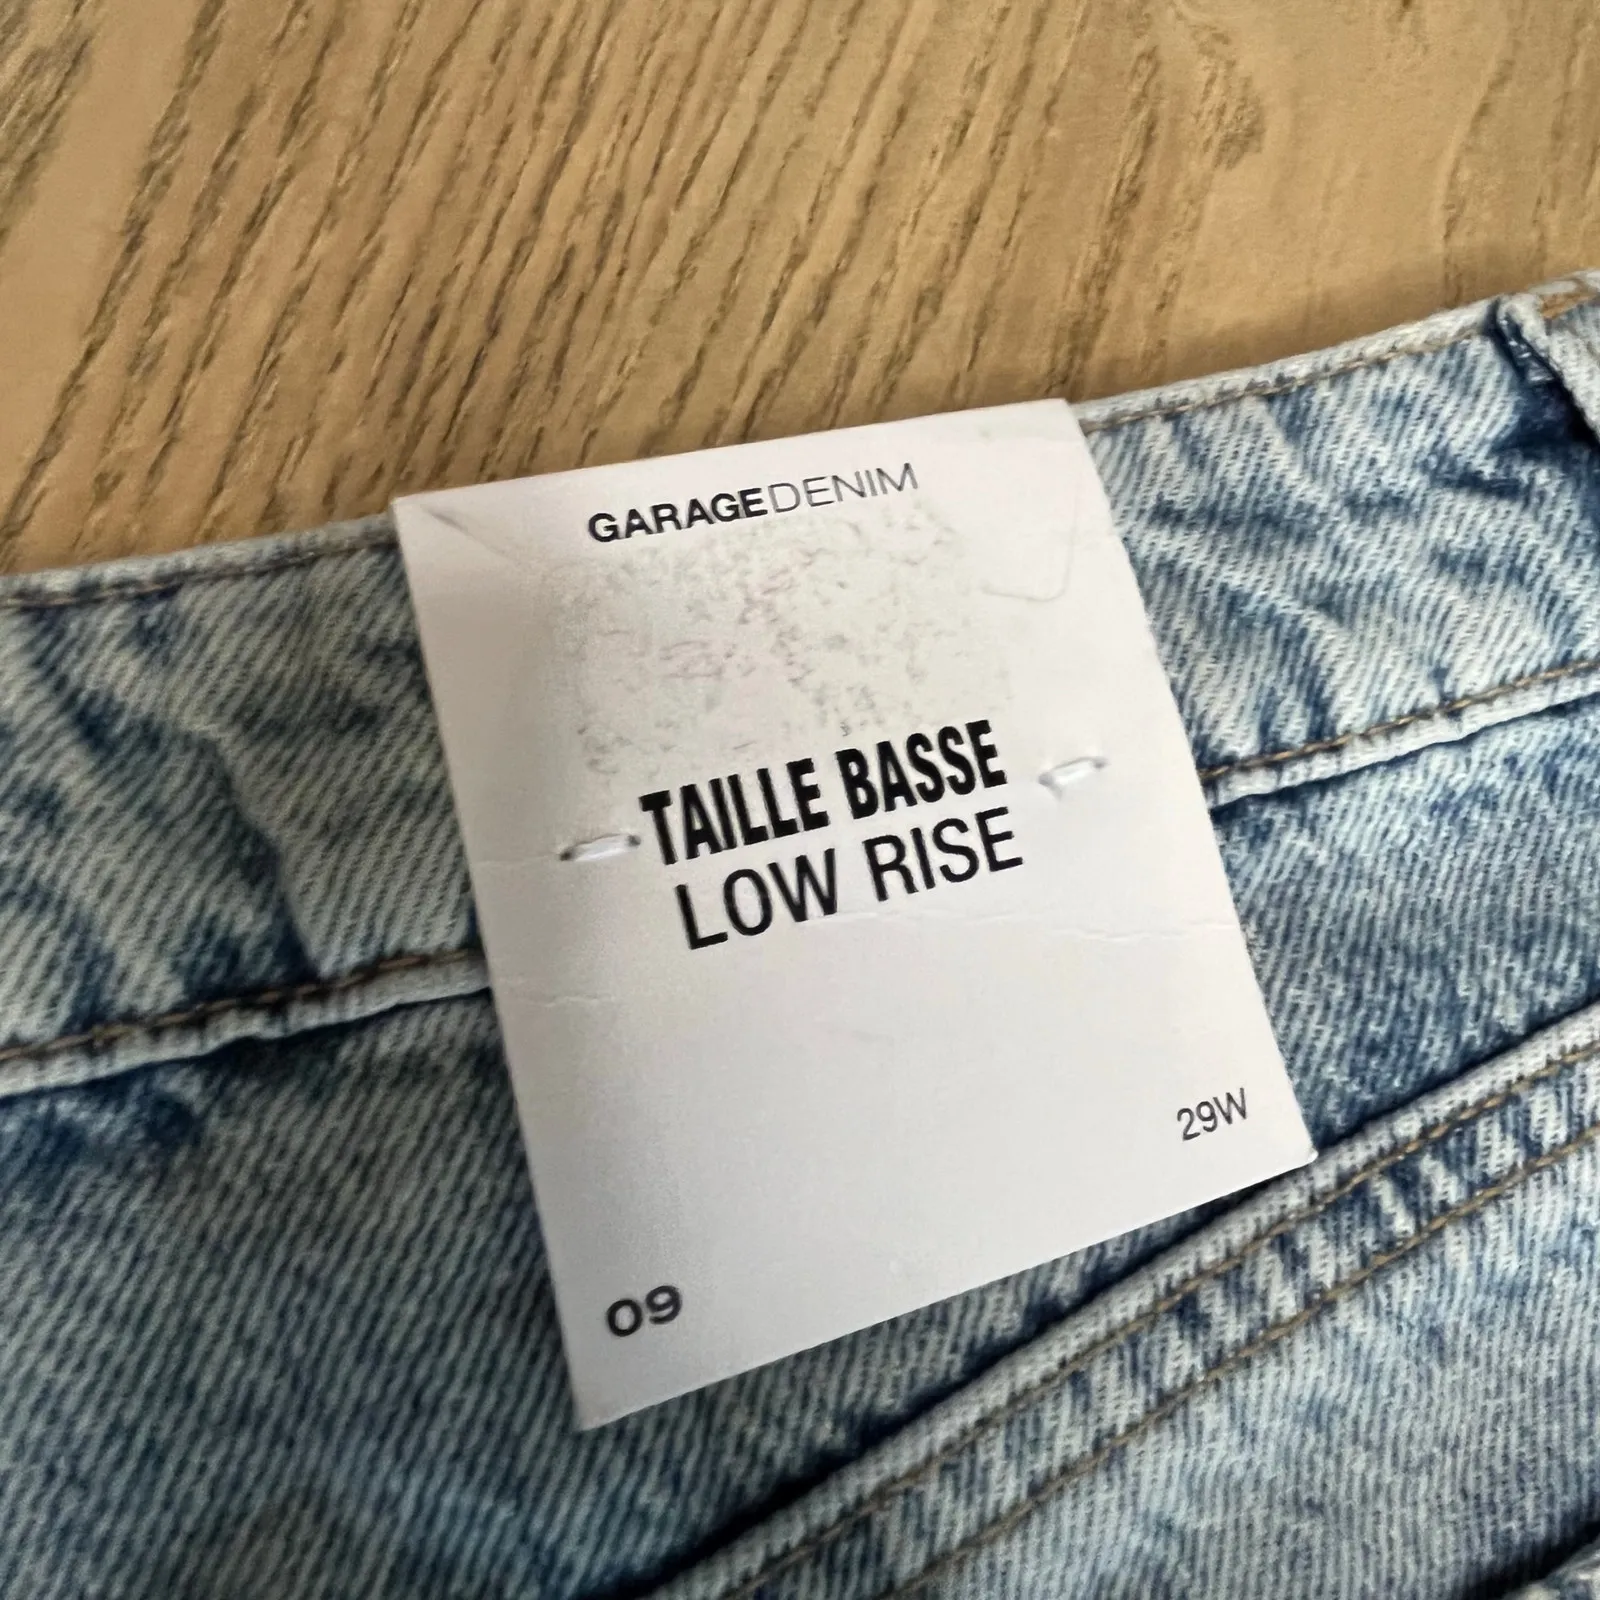 GARAGEDENIM
TAILLE BASSE
LOW RISE
29W
09